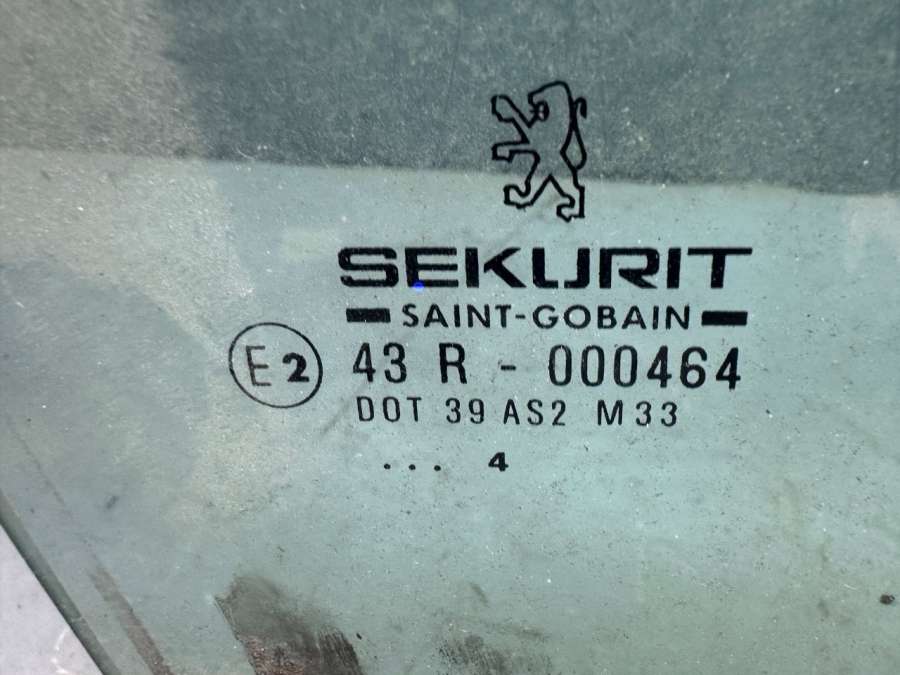 SEKURIT
SAINT-GOBAIN
E2 43 R - 000464
DOT 39 AS2 M33
... 4